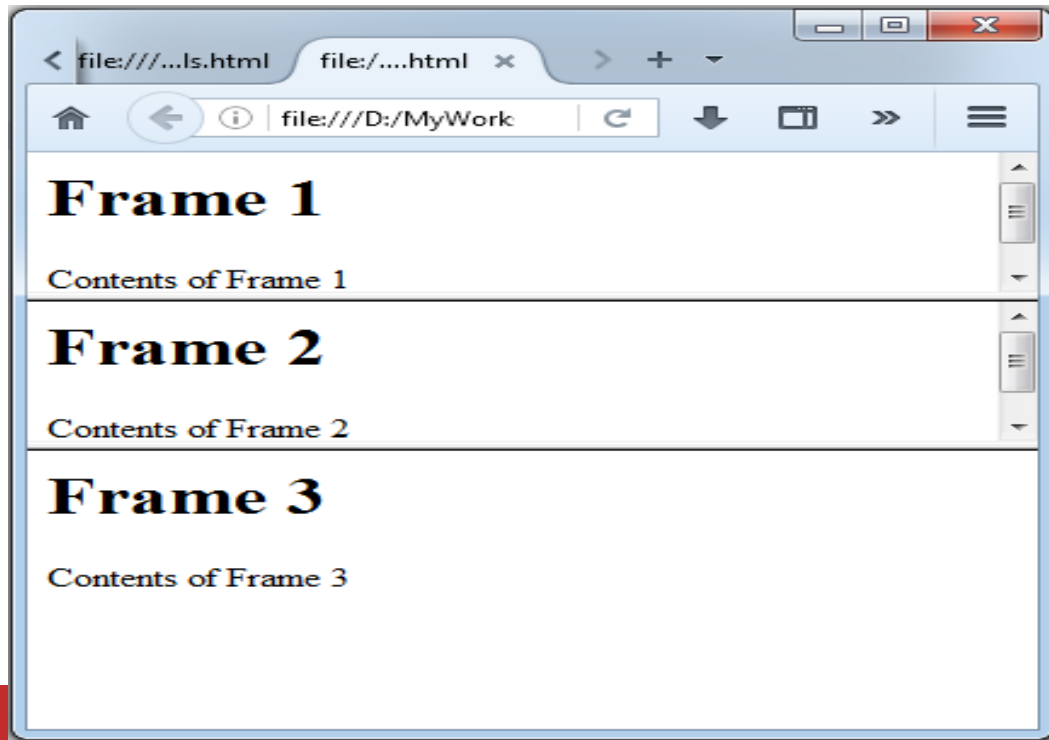 file:///...ls.html
file:/....html
file:///D:/MyWork
Frame 1
Contents of Frame 1
Frame 2
Contents of Frame 2
Frame 3
Contents of Frame 3